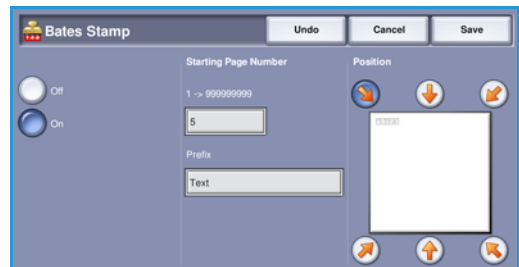 Bates Stamp
Undo
Cancel
Save
Starting Page Number
Position
Off
1 -> 999999999
On
5
Prefix
Text